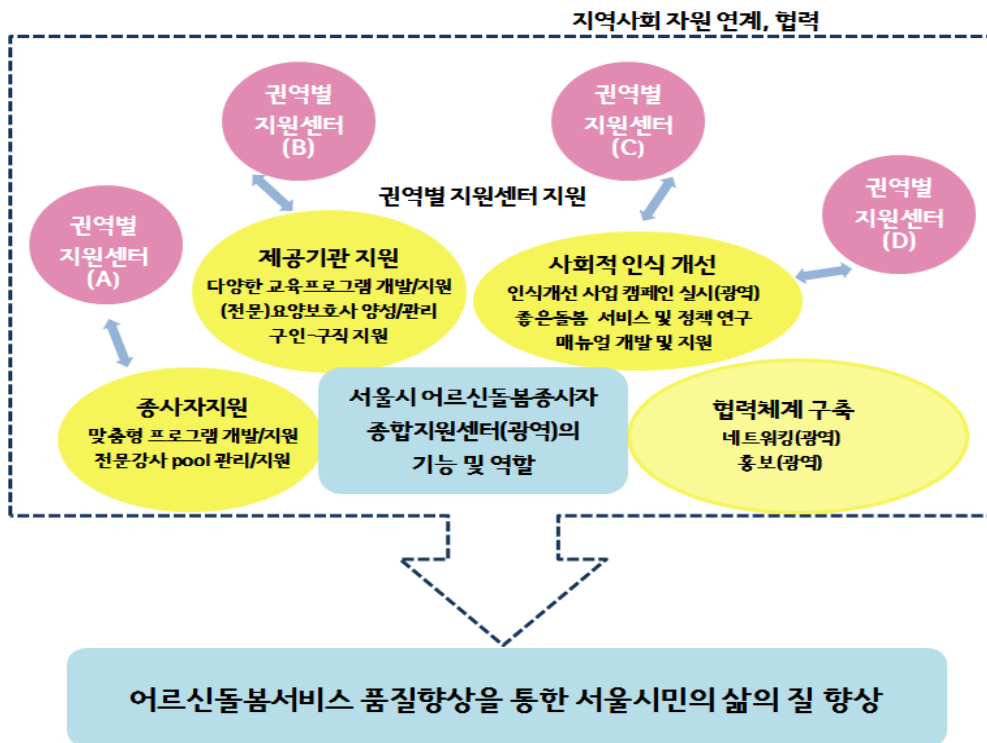 지역사회 자원 연계, 협력
권역별
지원센터
(B)
권역별
지원센터
(C)
권역별
지원센터
(A)
권역별
지원센터
(D)
권역별 지원센터 지원
제공기관 지원
다양한 교육프로그램 개발/지원
(전문)요양보호사 양성/관리
구인-구직 지원
사회적 인식 개선
인식개선 사업 캠페인 실시(광역)
좋은돌봄 서비스 및 정책 연구
매뉴얼 개발 및 지원
종사자지원
맞춤형 프로그램 개발/지원
전문강사 pool 관리/지원
서울시 어르신돌봄종사자
종합지원센터(광역)의
기능 및 역할
협력체계 구축
네트워킹(광역)
홍보(광역)
어르신돌봄서비스 품질향상을 통한 서울시민의 삶의 질 향상